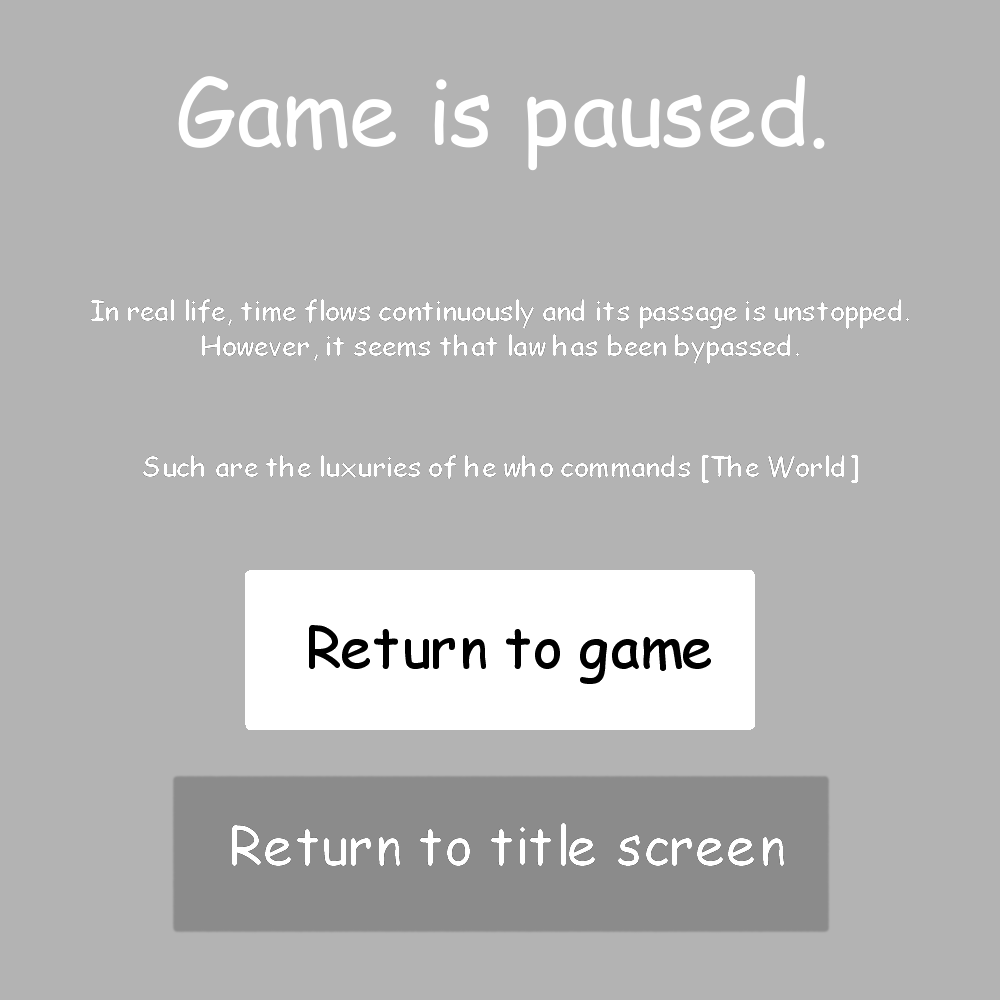 Game is paused.
In real life, time flows continuously and its passage is unstopped.
However, it seems that law has been bypassed.
Such are the luxuries of he who commands [The World]
Return to game
Return to title screen